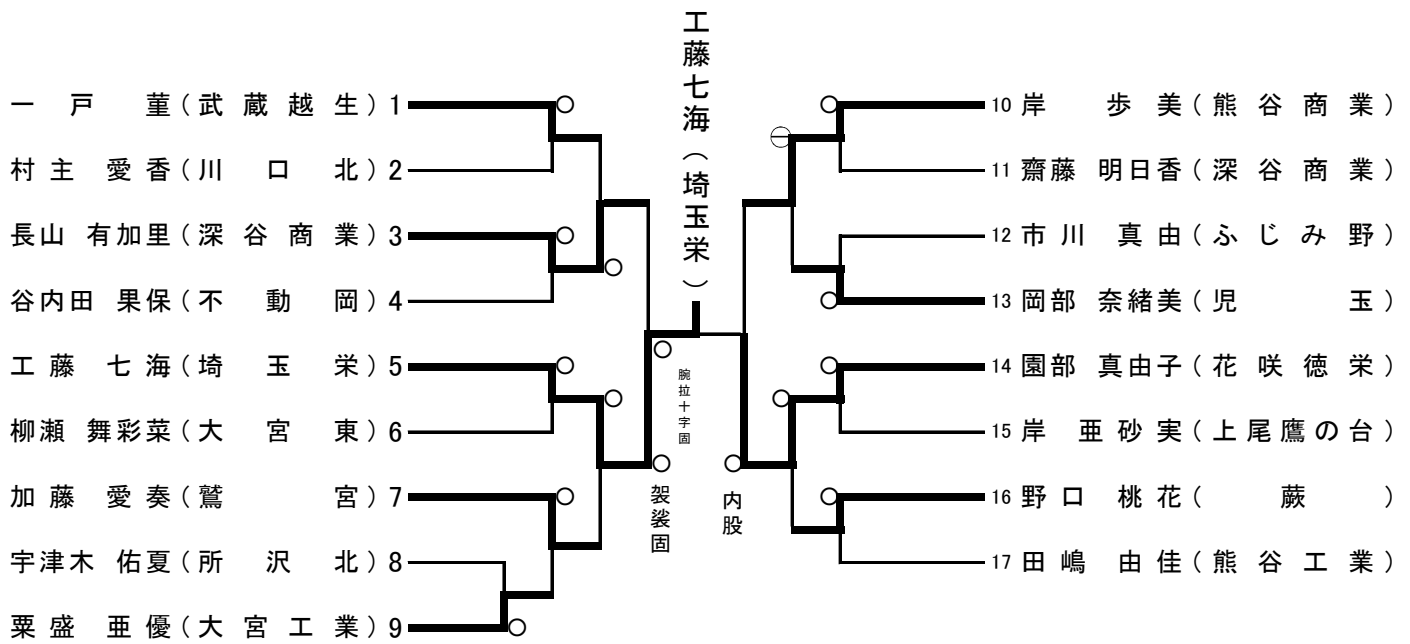 工藤七海（埼玉栄）
一戸 菫（武蔵越生）1
村主 愛香（川口北）2
長山 有加里（深谷商業）3
谷内田 果保（不動岡）4
工藤 七海（埼玉栄）5
柳瀬 舞彩菜（大宮東）6
加藤 愛奏（鷲宮）7
宇津木 佑夏（所沢北）8
粟盛 亜優（大宮工業）9
腕拉十字固
袈裟固
内股
10 岸 歩美（熊谷商業）
11 齋藤 明日香（深谷商業）
12 市川 真由（ふじみ野）
13 岡部 奈緒美（児玉）
14 園部 真由子（花咲徳栄）
15 岸 亜砂実（上尾鷹の台）
16 野口 桃花（蕨）
17 田嶋 由佳（熊谷工業）